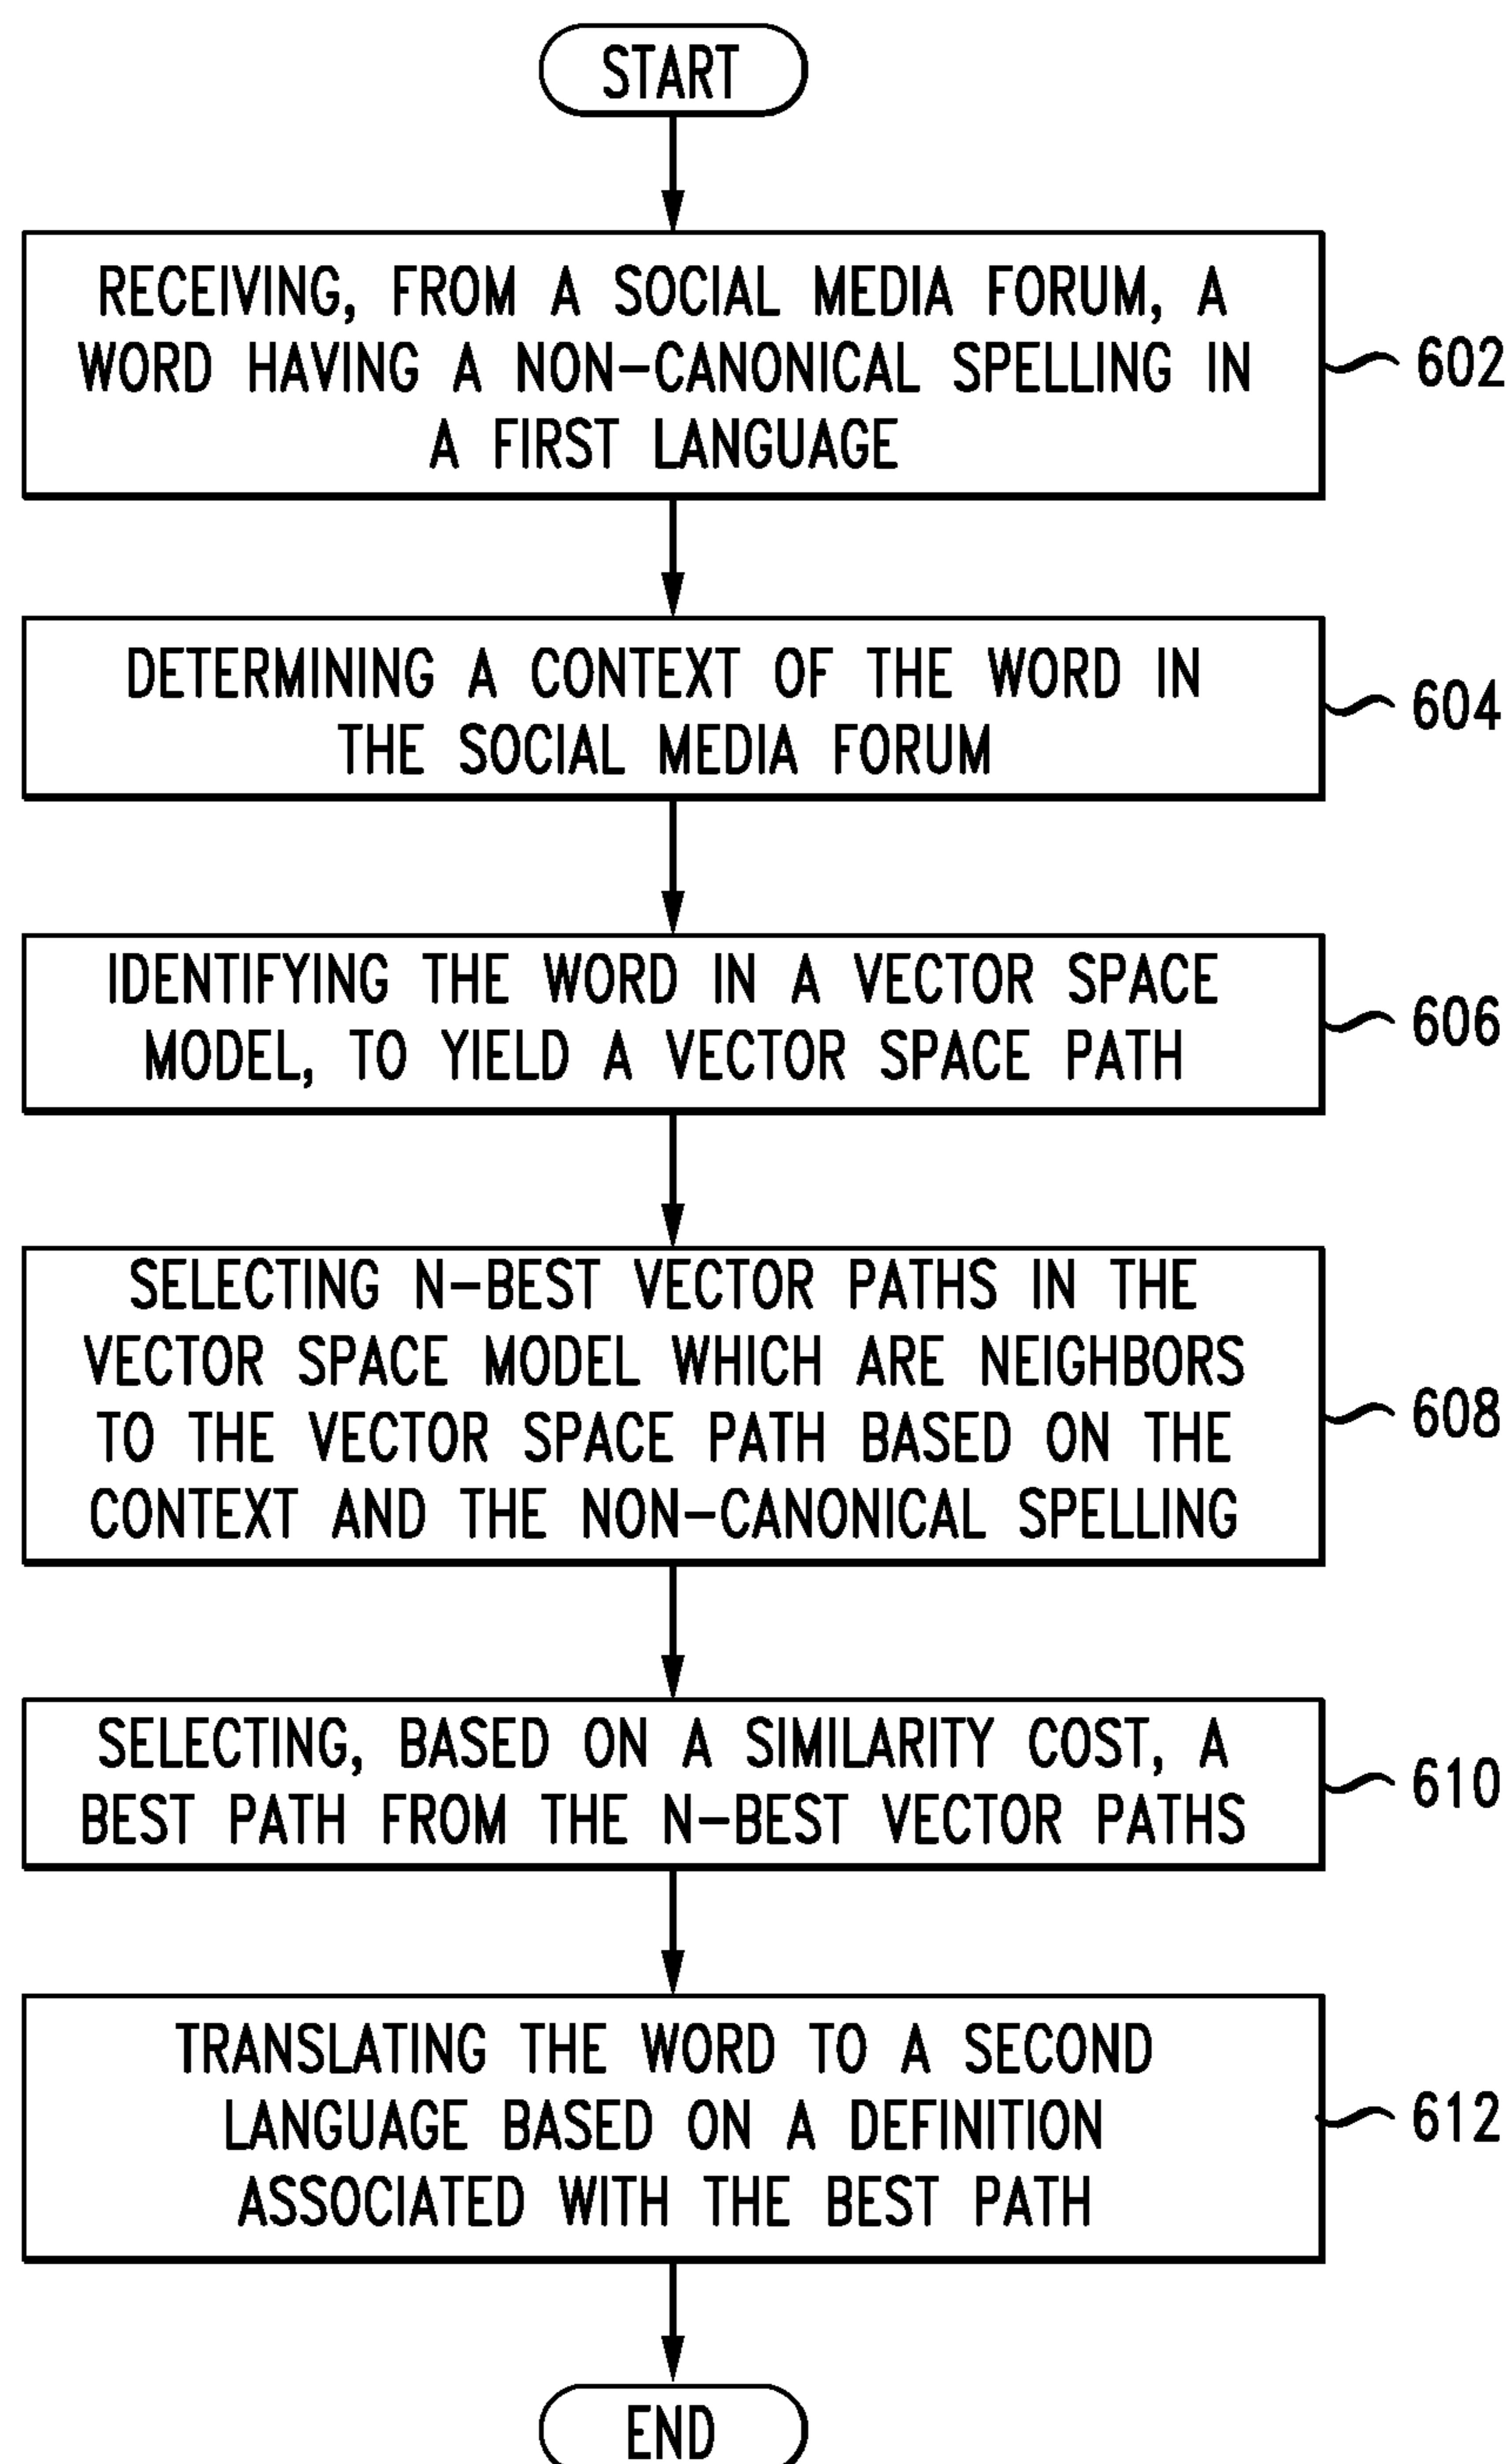 START
RECEIVING, FROM A SOCIAL MEDIA FORUM, A
WORD HAVING A NON-CANONICAL SPELLING IN
A FIRST LANGUAGE
602
DETERMINING A CONTEXT OF THE WORD IN
THE SOCIAL MEDIA FORUM
604
IDENTIFYING THE WORD IN A VECTOR SPACE
MODEL, TO YIELD A VECTOR SPACE PATH
606
SELECTING N-BEST VECTOR PATHS IN THE
VECTOR SPACE MODEL WHICH ARE NEIGHBORS
TO THE VECTOR SPACE PATH BASED ON THE
CONTEXT AND THE NON-CANONICAL SPELLING
608
SELECTING, BASED ON A SIMILARITY COST, A
BEST PATH FROM THE N-BEST VECTOR PATHS
610
TRANSLATING THE WORD TO A SECOND
LANGUAGE BASED ON A DEFINITION
ASSOCIATED WITH THE BEST PATH
612
END